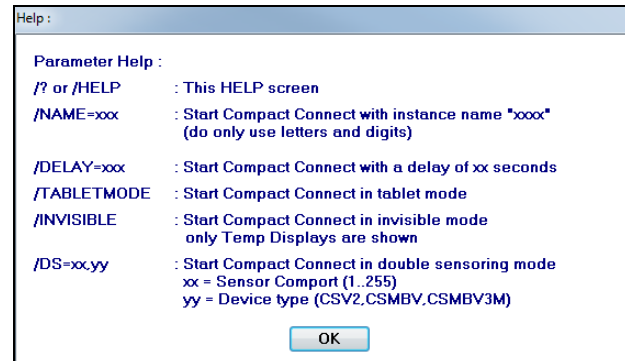 Help :
Parameter Help :
/? or /HELP : This HELP screen
/NAME=xxx : Start Compact Connect with instance name "xxxx"
(do only use letters and digits)
/DELAY=xxx : Start Compact Connect with a delay of xx seconds
/TABLETMODE : Start Compact Connect in tablet mode
/INVISIBLE : Start Compact Connect in invisible mode
only Temp Displays are shown
/DS=xx,yy : Start Compact Connect in double sensoring mode
xx = Sensor Comport (1..255)
yy = Device type (CSV2,CSMBV,CSMBV3M)
OK